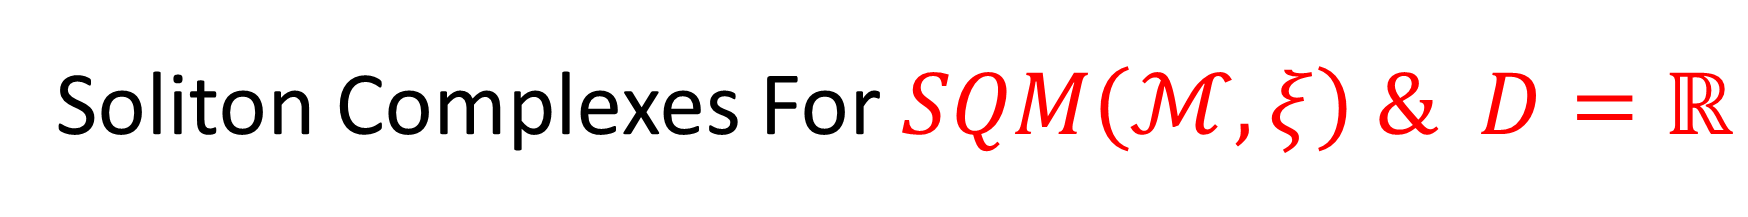 Soliton Complexes For 𝑆𝑄𝑀(ℳ, 𝜉) & 𝐷 = ℝ